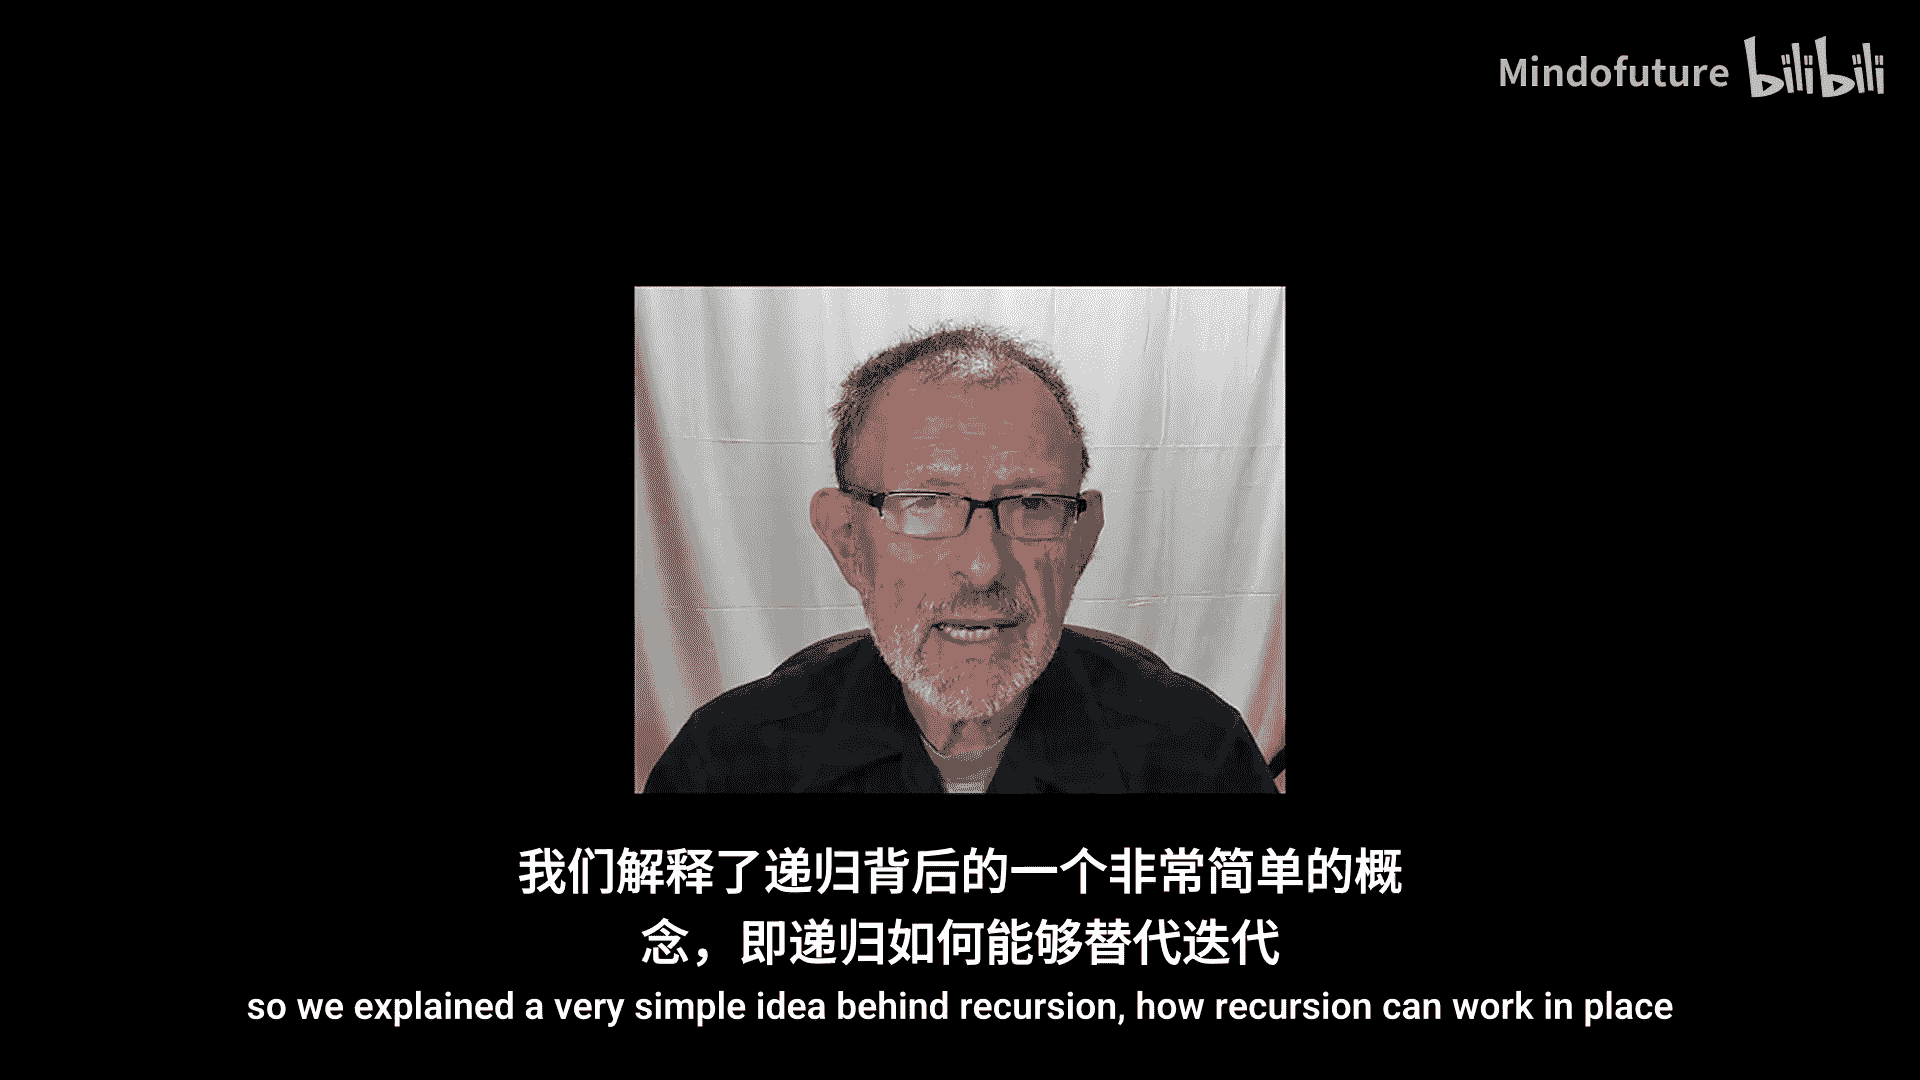 Mindofuture bilibili
我们解释了递归背后的一个非常简单的概
念，即递归如何能够替代迭代
so we explained a very simple idea behind recursion, how recursion can work in place